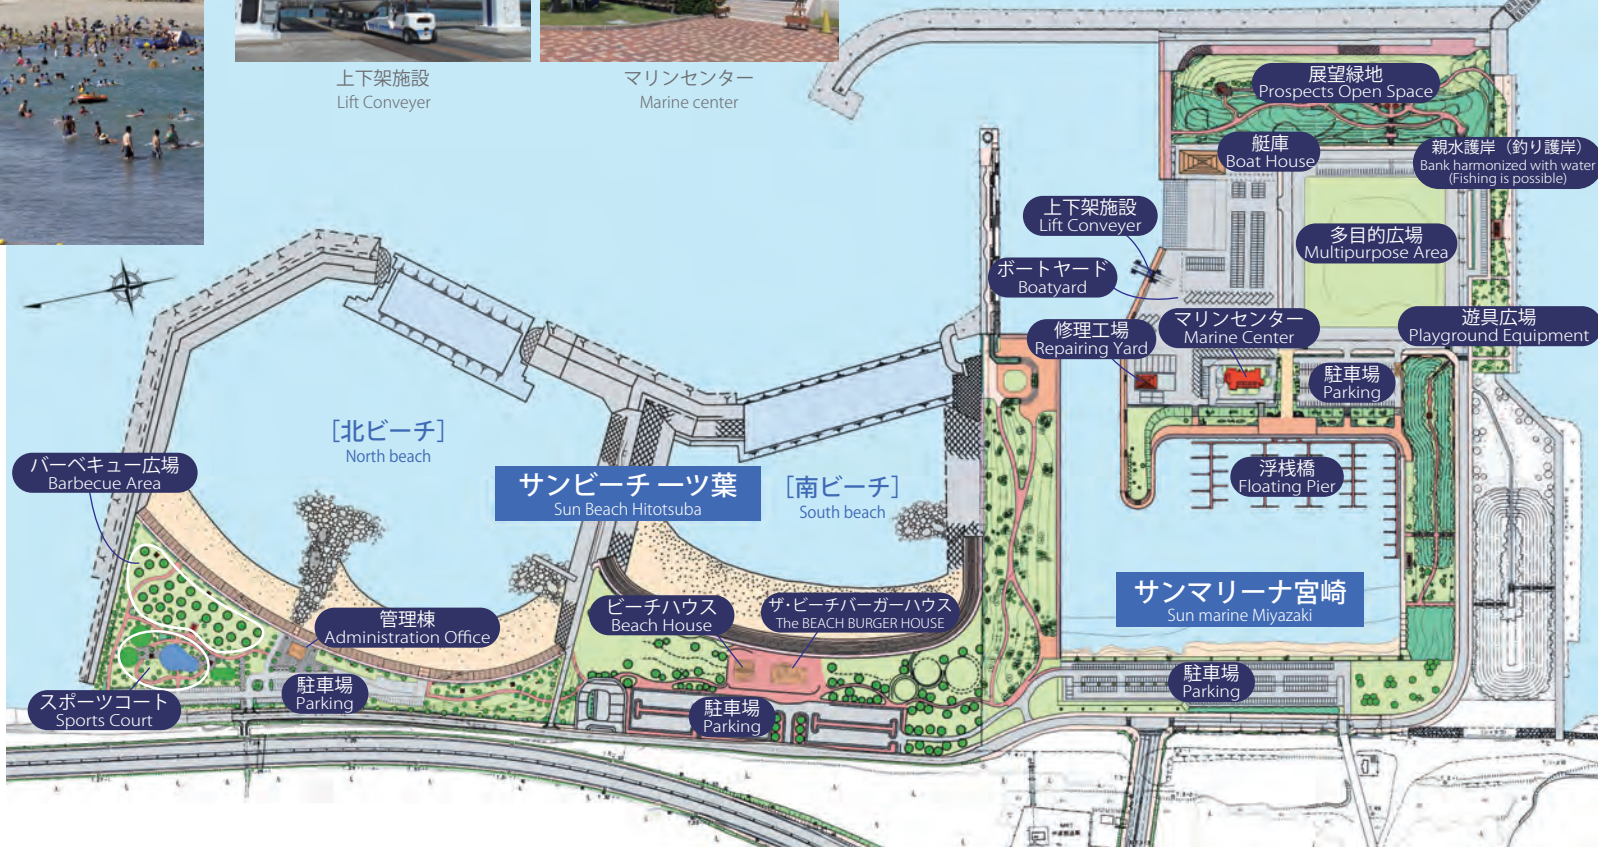 上下架施設
Lift Conveyer
マリンセンター
Marine center
展望緑地
Prospects Open Space
艇庫
Boat House
親水護岸（釣り護岸）
Bank harmonized with water
(Fishing is possible)
上下架施設
Lift Conveyer
多目的広場
Multipurpose Area
ボートヤード
Boatyard
修理工場
Repairing Yard
マリンセンター
Marine Center
遊具広場
Playground Equipment
駐車場
Parking
［北ビーチ］
North beach
バーベキュー広場
Barbecue Area
サンビーチ 一ツ葉
Sun Beach Hitotsuba
［南ビーチ］
South beach
浮桟橋
Floating Pier
サンマリーナ宮崎
Sun marine Miyazaki
管理棟
Administration Office
ビーチハウス
Beach House
ザ・ビーチバーガーハウス
The BEACH BURGER HOUSE
スポーツコート
Sports Court
駐車場
Parking
駐車場
Parking
駐車場
Parking